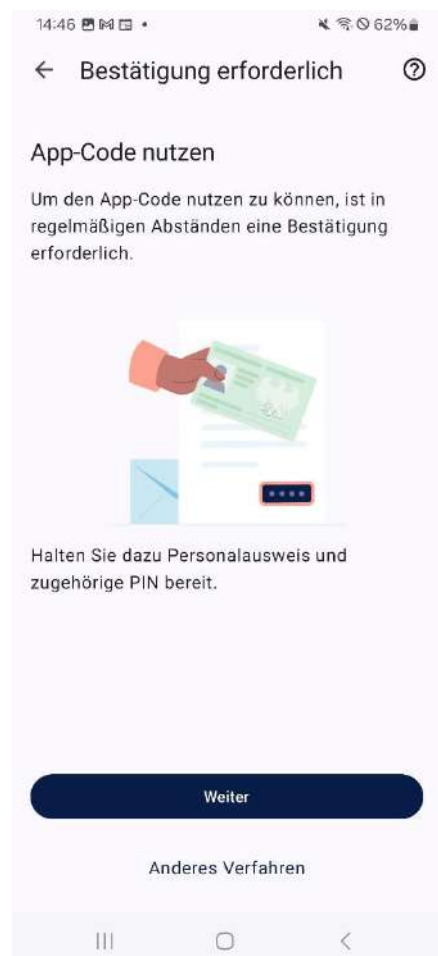 14:46
62%
Bestätigung erforderlich
App-Code nutzen
Um den App-Code nutzen zu können, ist in
regelmäßigen Abständen eine Bestätigung
erforderlich.
Halten Sie dazu Personalausweis und
zugehörige PIN bereit.
Weiter
Anderes Verfahren